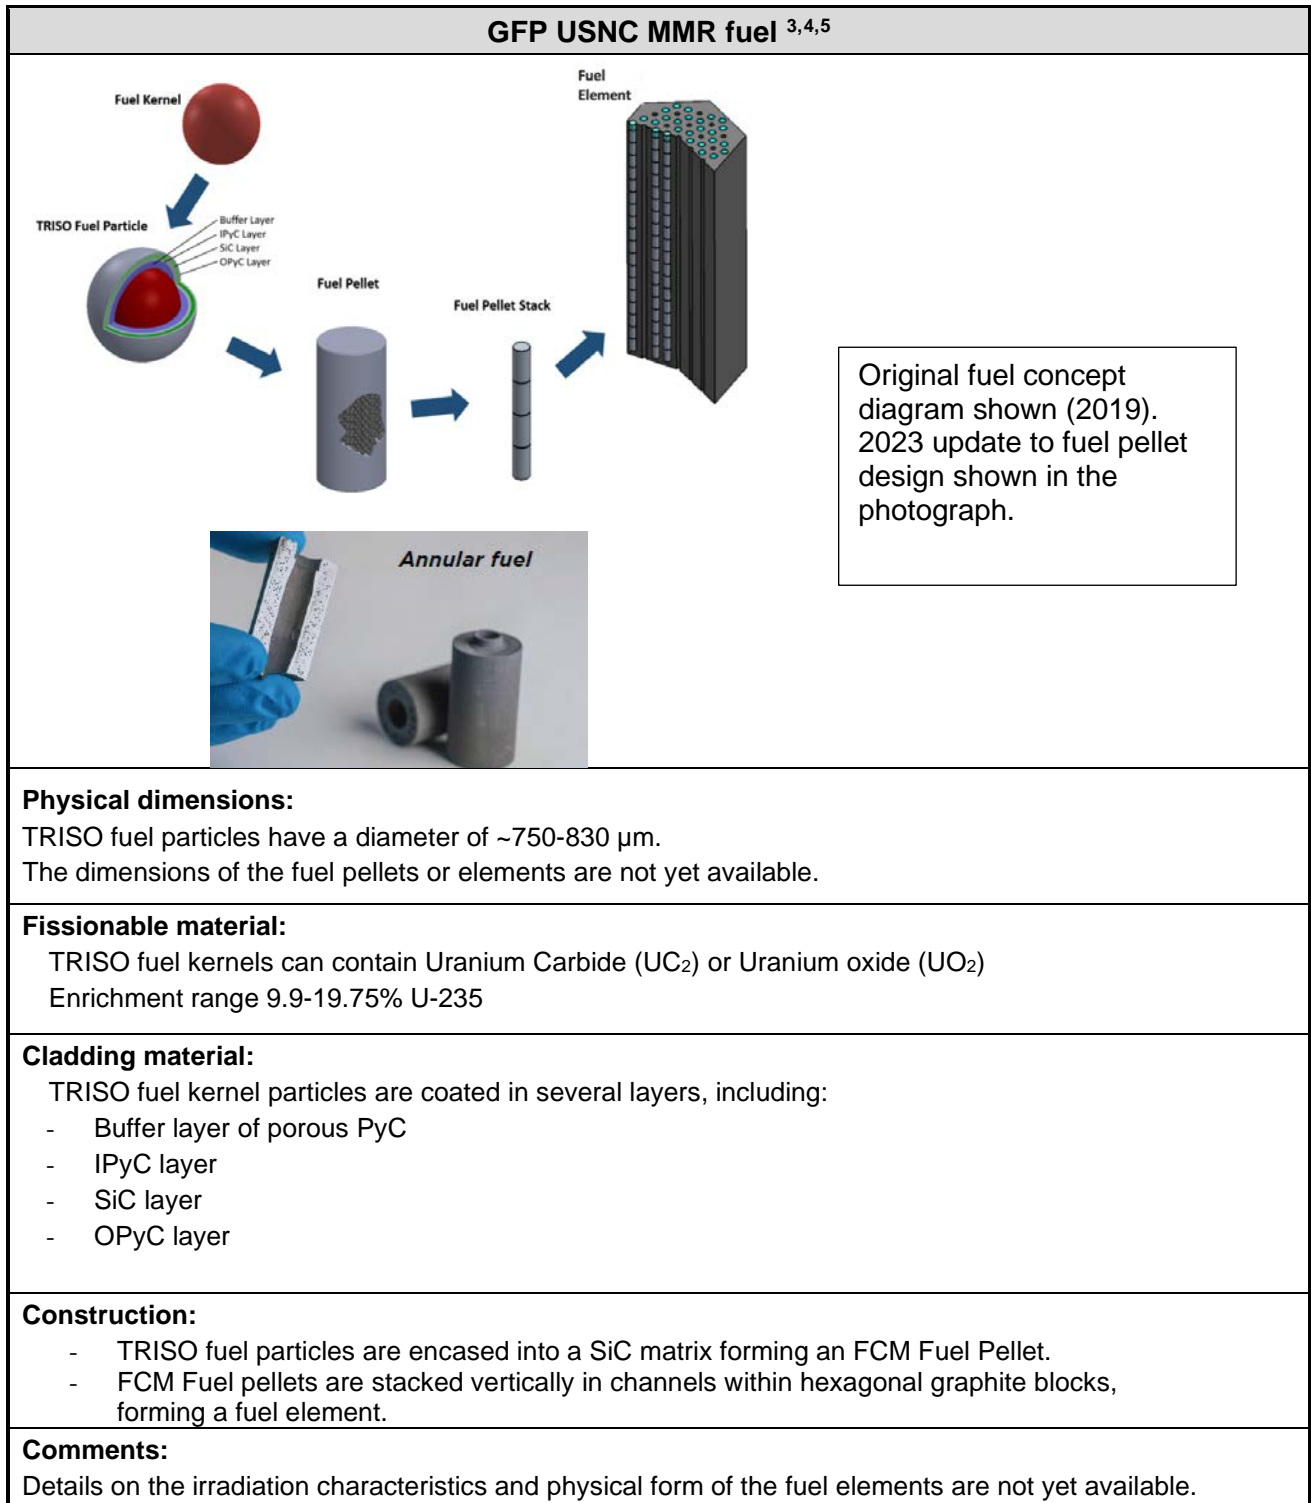 GFP USNC MMR fuel 3,4,5
Fuel Kernel
Fuel
Element
TRISO Fuel Particle
Buffer Layer
IPyC Layer
SiC Layer
OPyC Layer
Fuel Pellet
Fuel Pellet Stack
Original fuel concept
diagram shown (2019).
2023 update to fuel pellet
design shown in the
photograph.
Annular fuel
Physical dimensions:
TRISO fuel particles have a diameter of ~750-830 µm.
The dimensions of the fuel pellets or elements are not yet available.
Fissionable material:
TRISO fuel kernels can contain Uranium Carbide (UC2) or Uranium oxide (UO2)
Enrichment range 9.9-19.75% U-235
Cladding material:
TRISO fuel kernel particles are coated in several layers, including:
- Buffer layer of porous PyC
- IPyC layer
- SiC layer
- OPyC layer
Construction:
- TRISO fuel particles are encased into a SiC matrix forming an FCM Fuel Pellet.
- FCM Fuel pellets are stacked vertically in channels within hexagonal graphite blocks,
forming a fuel element.
Comments:
Details on the irradiation characteristics and physical form of the fuel elements are not yet available.